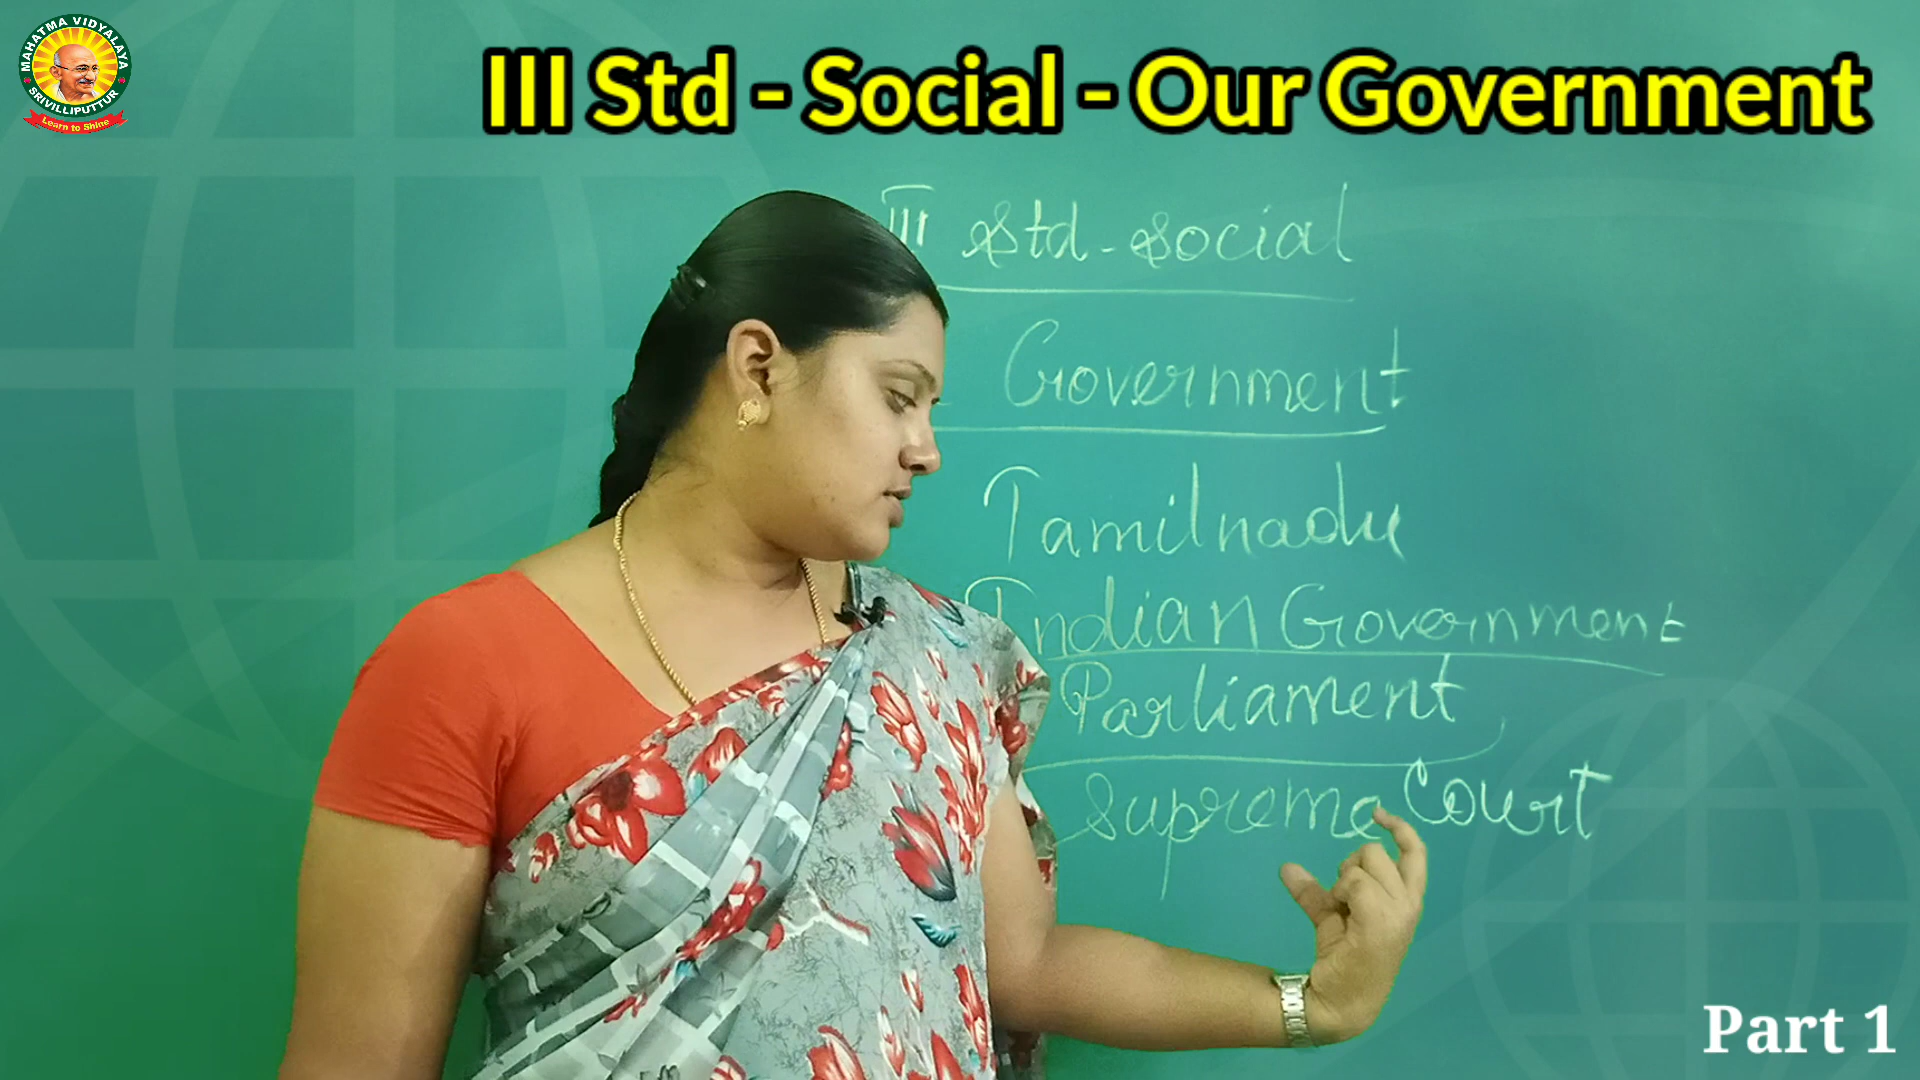 MAHATMA VIDYALAYA
SRIVILLIPUTTUR
Learn to Shine
III Std - Social - Our Government
III Std - Social
Government
Tamilnadu
Indian Government
Parliament
Supreme Court
Part 1